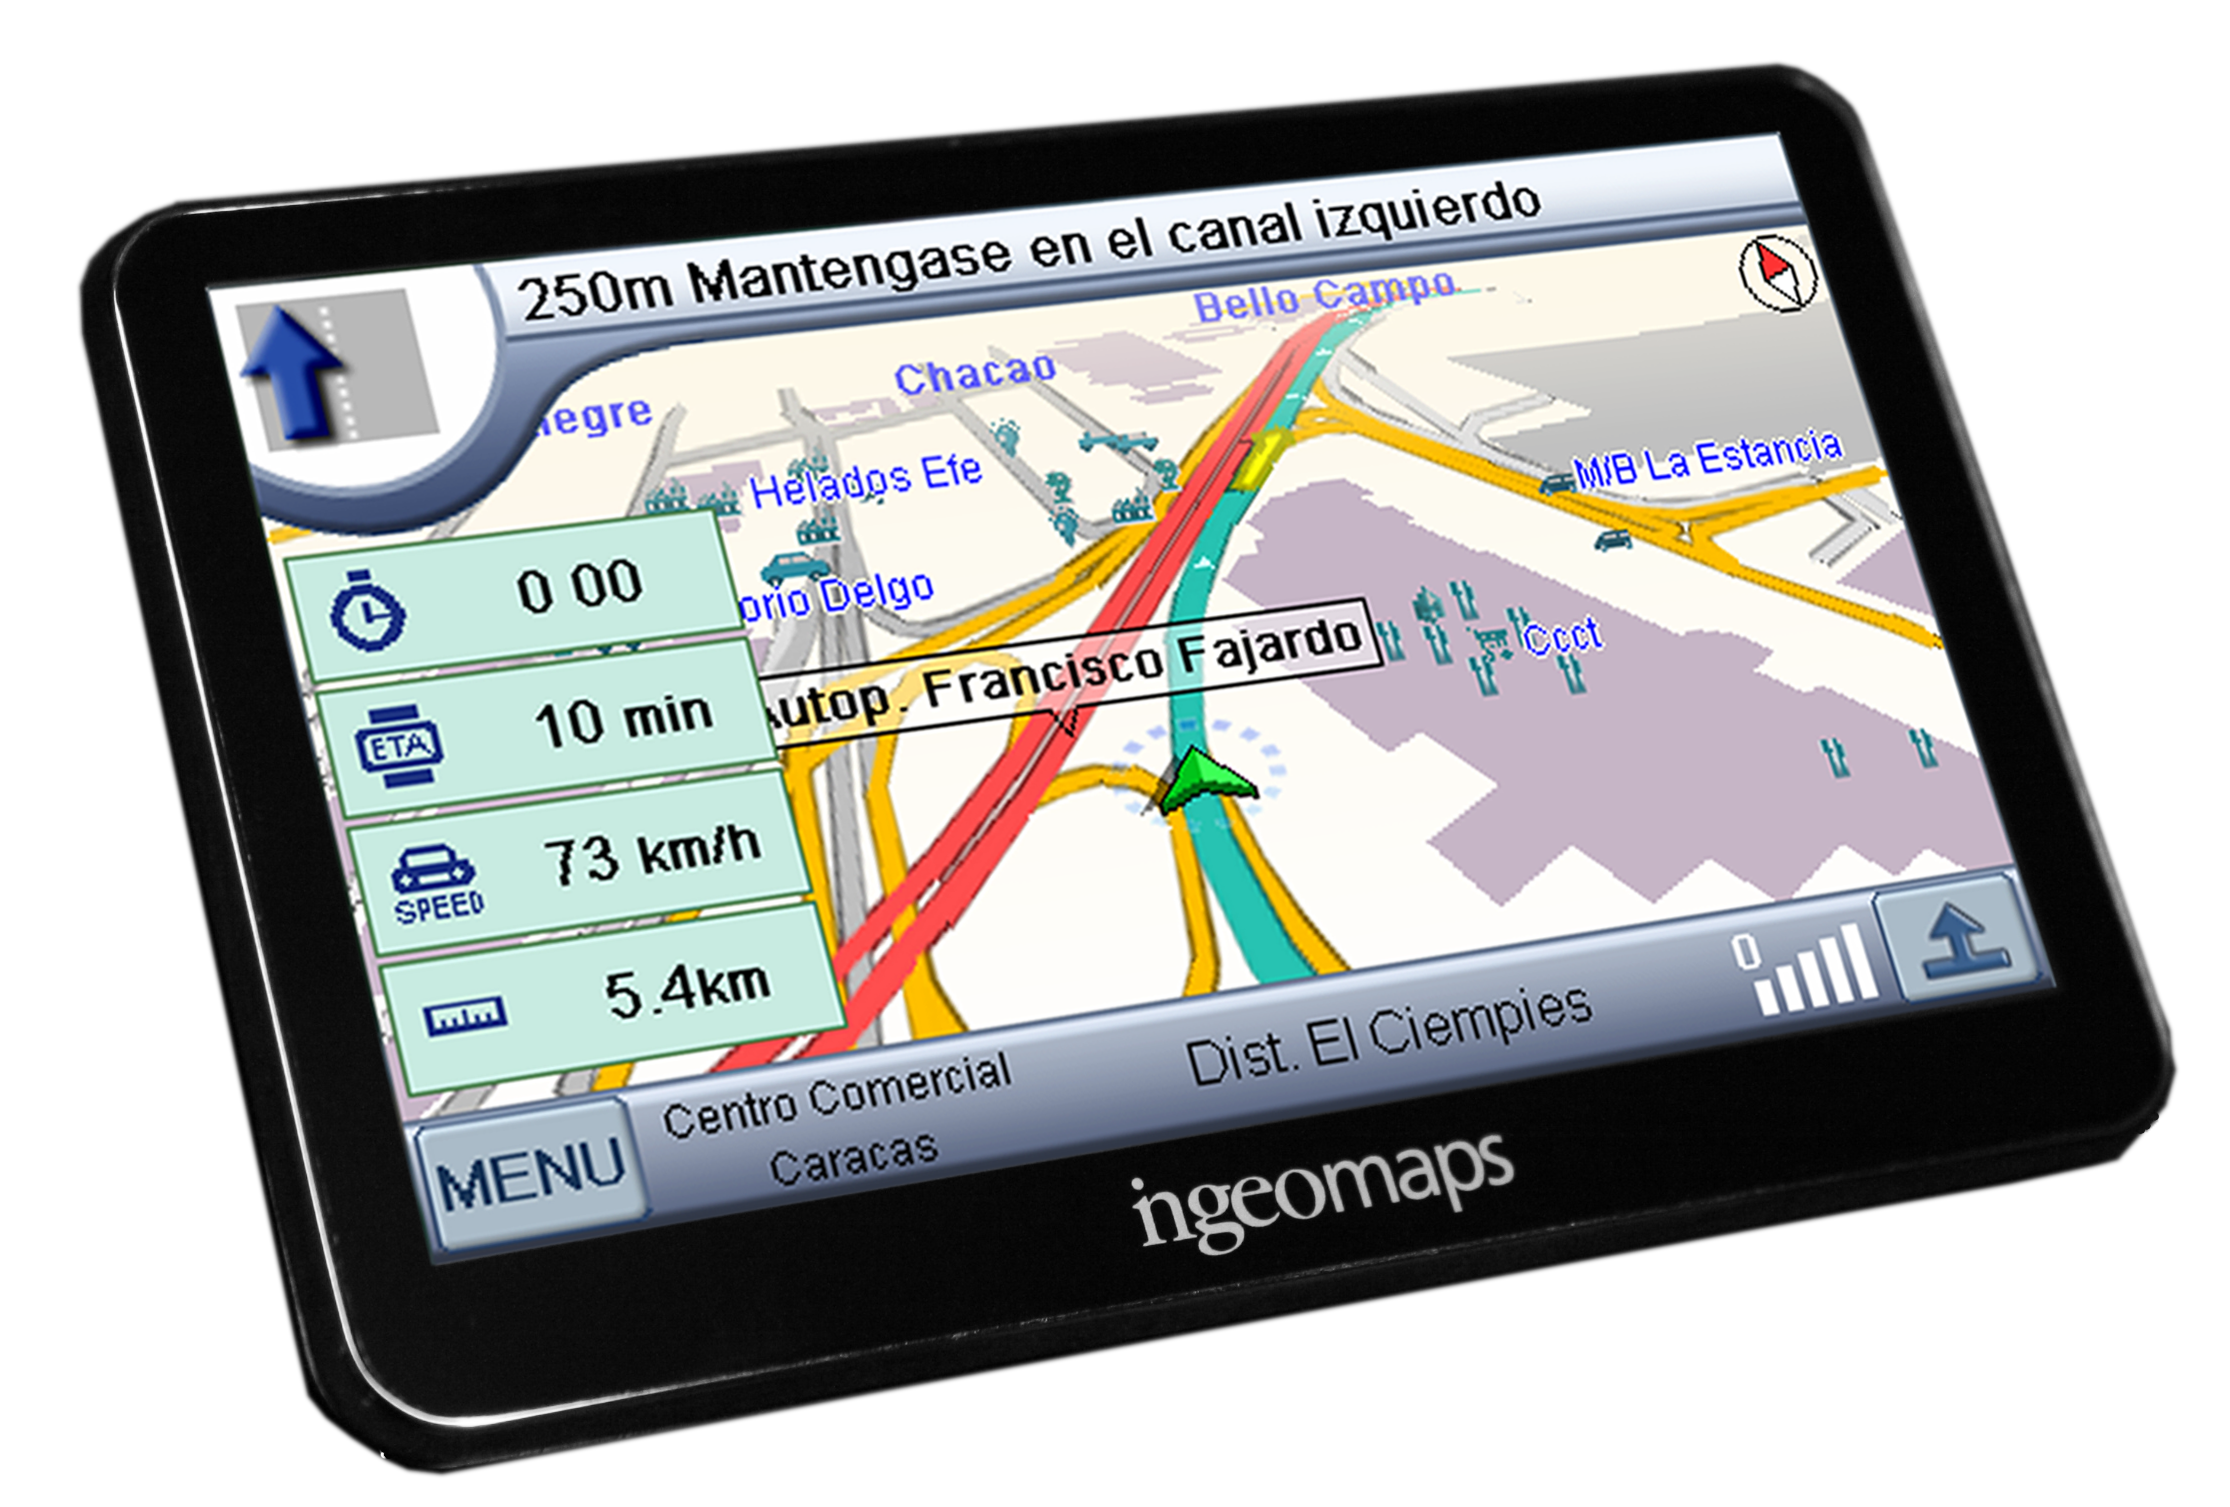 250m Mantengase en el canal izquierdo
Bello Campo
Chacao
legre
Helados Efe
M/B La Estancia
0 00
orio Delgo
Autop. Francisco Fajardo
Ccct
ETA 10 min
SPEED 73 km/h
5.4km
0
Centro Comercial
Dist. El Ciempies
MENU
Caracas
ingeomaps